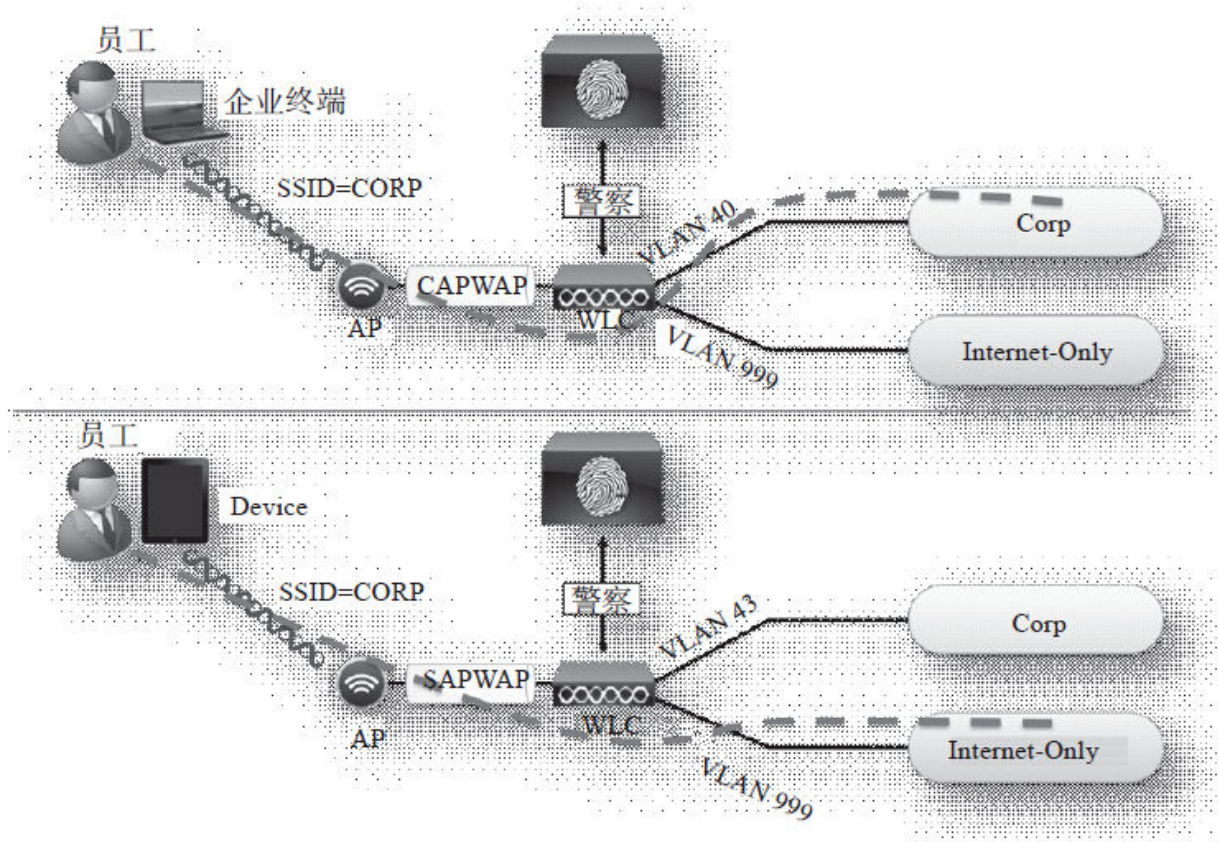 员工
企业终端
SSID=CORP
警察
VLAN 40
Corp
CAPWAP
AP
WLC
VLAN 999
Internet-Only
员工
Device
SSID=CORP
警察
VLAN 43
Corp
SAPWAP
AP
WLC
VLAN 999
Internet-Only